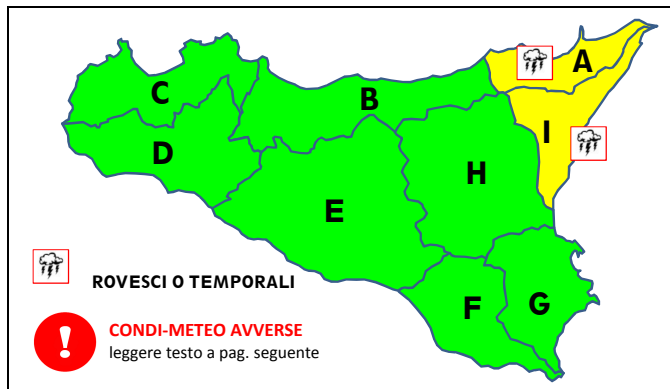 A
C
B
I
D
H
E
F
G
ROVESCI O TEMPORALI
! CONDI-METEO AVVERSE
leggere testo a pag. seguente